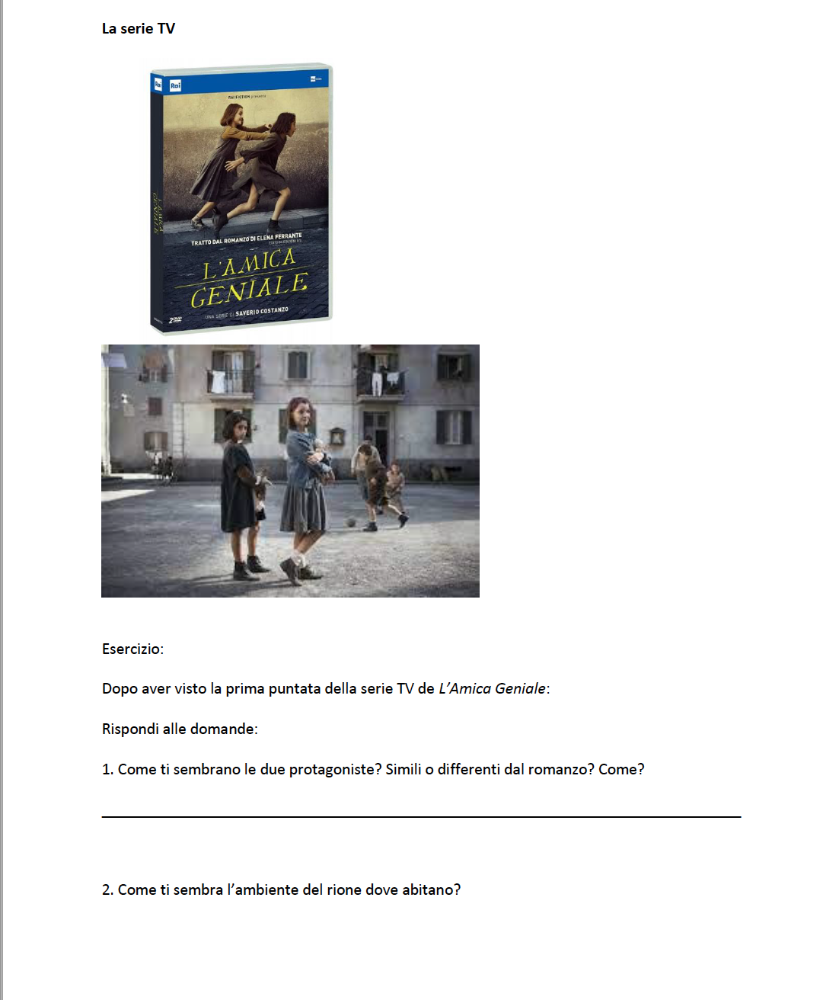 La serie TV
Rai
Rai
RAI FICTION presenta
TRATTO DAL ROMANZO DI ELENA FERRANTE
L'AMICA
GENIALE
L'AMICA
GENIALE
UNA SERIE DI SAVERIO COSTANZO
2DVD
Esercizio:
Dopo aver visto la prima puntata della serie TV de L’Amica Geniale:
Rispondi alle domande:
1. Come ti sembrano le due protagoniste? Simili o differenti dal romanzo? Come?
2. Come ti sembra l’ambiente del rione dove abitano?